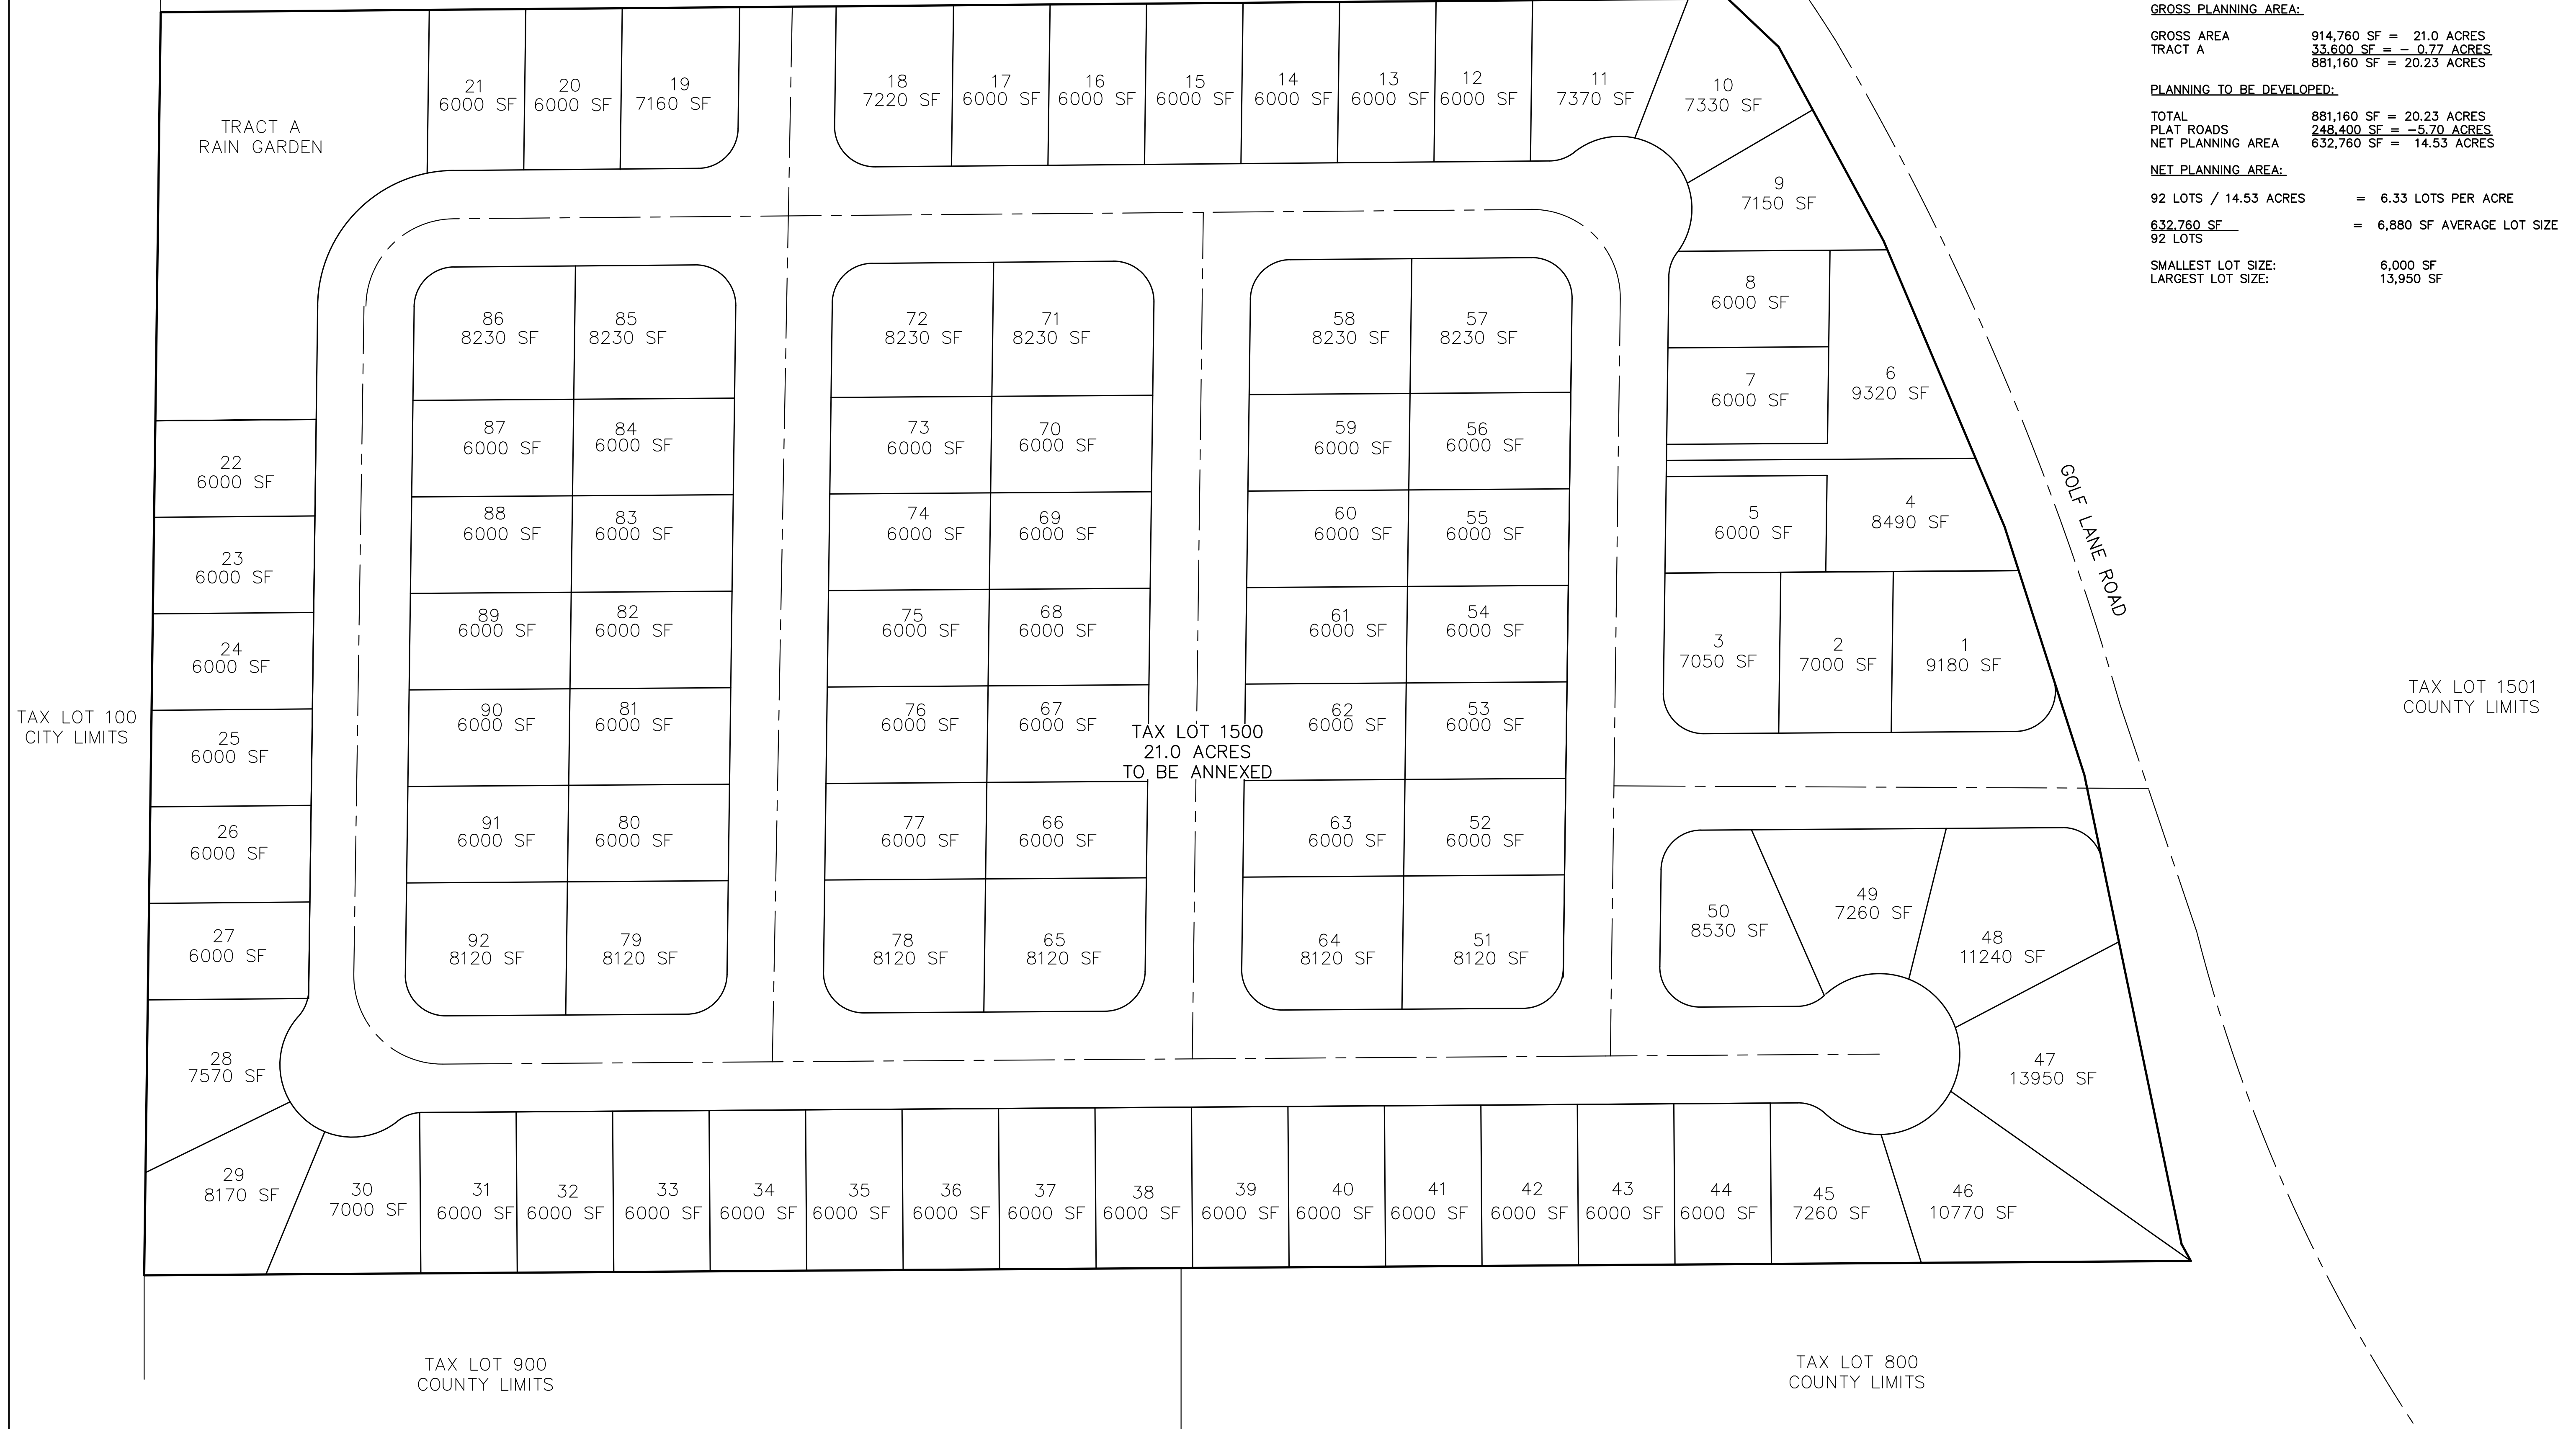 GROSS PLANNING AREA:
GROSS AREA 914,760 SF = 21.0 ACRES
TRACT A 33,600 SF = - 0.77 ACRES
881,160 SF = 20.23 ACRES
PLANNING TO BE DEVELOPED:
TOTAL 881,160 SF = 20.23 ACRES
PLAT ROADS 248,400 SF = -5.70 ACRES
NET PLANNING AREA 632,760 SF = 14.53 ACRES
NET PLANNING AREA:
92 LOTS / 14.53 ACRES = 6.33 LOTS PER ACRE
632,760 SF = 6,880 SF AVERAGE LOT SIZE
92 LOTS
SMALLEST LOT SIZE: 6,000 SF
LARGEST LOT SIZE: 13,950 SF
TRACT A
RAIN GARDEN
21
6000 SF
20
6000 SF
19
7160 SF
18
7220 SF
17
6000 SF
16
6000 SF
15
6000 SF
14
6000 SF
13
6000 SF
12
6000 SF
11
7370 SF
10
7330 SF
9
7150 SF
8
6000 SF
7
6000 SF
6
9320 SF
5
6000 SF
4
8490 SF
3
7050 SF
2
7000 SF
1
9180 SF
GOLF LANE ROAD
86
8230 SF
85
8230 SF
72
8230 SF
71
8230 SF
58
8230 SF
57
8230 SF
87
6000 SF
84
6000 SF
73
6000 SF
70
6000 SF
59
6000 SF
56
6000 SF
88
6000 SF
83
6000 SF
74
6000 SF
69
6000 SF
60
6000 SF
55
6000 SF
89
6000 SF
82
6000 SF
75
6000 SF
68
6000 SF
61
6000 SF
54
6000 SF
90
6000 SF
81
6000 SF
76
6000 SF
67
6000 SF
62
6000 SF
53
6000 SF
TAX LOT 1500
21.0 ACRES
TO BE ANNEXED
91
6000 SF
80
6000 SF
77
6000 SF
66
6000 SF
63
6000 SF
52
6000 SF
92
8120 SF
79
8120 SF
78
8120 SF
65
8120 SF
64
8120 SF
51
8120 SF
22
6000 SF
23
6000 SF
24
6000 SF
25
6000 SF
26
6000 SF
27
6000 SF
28
7570 SF
29
8170 SF
30
7000 SF
31
6000 SF
32
6000 SF
33
6000 SF
34
6000 SF
35
6000 SF
36
6000 SF
37
6000 SF
38
6000 SF
39
6000 SF
40
6000 SF
41
6000 SF
42
6000 SF
43
6000 SF
44
6000 SF
45
7260 SF
46
10770 SF
47
13950 SF
48
11240 SF
49
7260 SF
50
8530 SF
TAX LOT 100
CITY LIMITS
TAX LOT 1501
COUNTY LIMITS
TAX LOT 900
COUNTY LIMITS
TAX LOT 800
COUNTY LIMITS